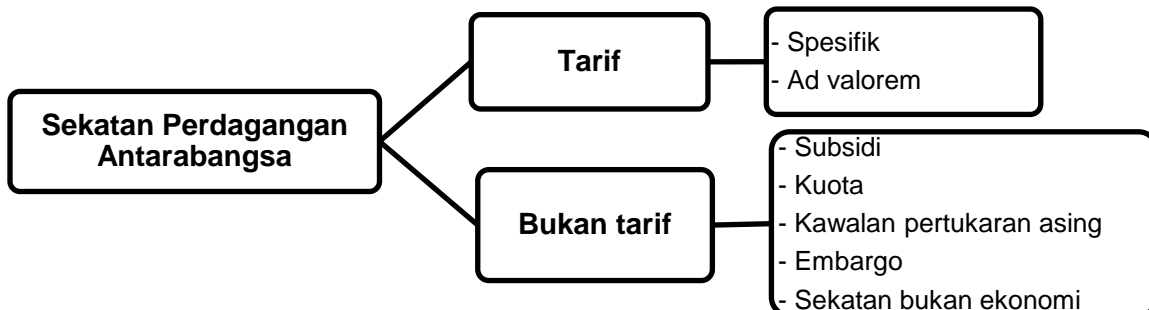 Sekatan Perdagangan
Antarabangsa
Tarif
- Spesifik
- Ad valorem
Bukan tarif
- Subsidi
- Kuota
- Kawalan pertukaran asing
- Embargo
- Sekatan bukan ekonomi